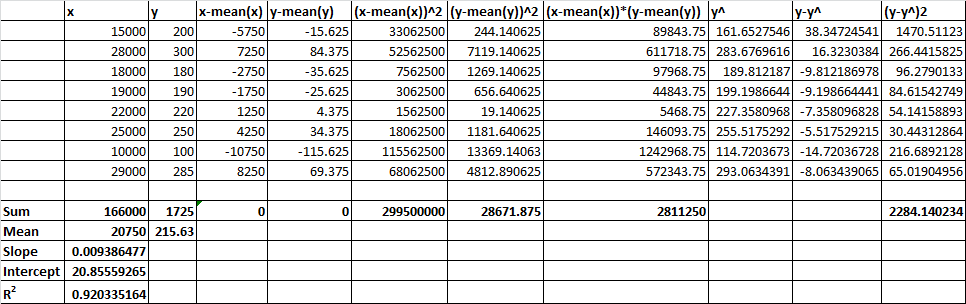 x y x-mean(x) y-mean(y) (x-mean(x))^2 (y-mean(y))^2 (x-mean(x))*(y-mean(y)) y^ y-y^ (y-y^)2
15000 200 -5750 -15.625 33062500 244.140625 89843.75 161.6527546 38.34724541 1470.51123
28000 300 7250 84.375 52562500 7119.140625 611718.75 283.6769616 16.3230384 266.4415825
18000 180 -2750 -35.625 7562500 1269.140625 97968.75 189.812187 -9.812186978 96.2790133
19000 190 -1750 -25.625 3062500 656.640625 44843.75 199.1986644 -9.198664441 84.61542749
22000 220 1250 4.375 1562500 19.140625 5468.75 227.3580968 -7.358096828 54.14158893
25000 250 4250 34.375 18062500 1181.640625 146093.75 255.5175292 -5.517529215 30.44312864
10000 100 -10750 -115.625 115562500 13369.14063 1242968.75 114.7203673 -14.72036728 216.6892128
29000 285 8250 69.375 68062500 4812.890625 572343.75 293.0634391 -8.063439065 65.01904956
Sum 166000 1725 0 0 299500000 28671.875 2811250 2284.140234
Mean 20750 215.63
Slope 0.009386477
Intercept 20.85559265
R² 0.920335164